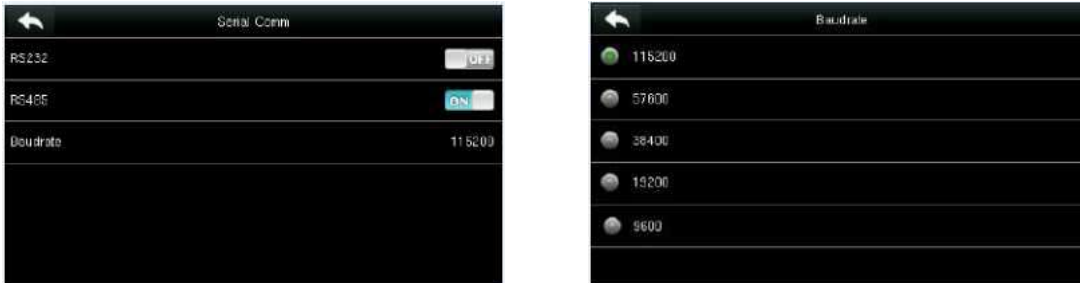 Serial Comm
RS232
OFF
RS485
ON
Baudrate
115200
Baudrate
115200
57600
38400
19200
9600